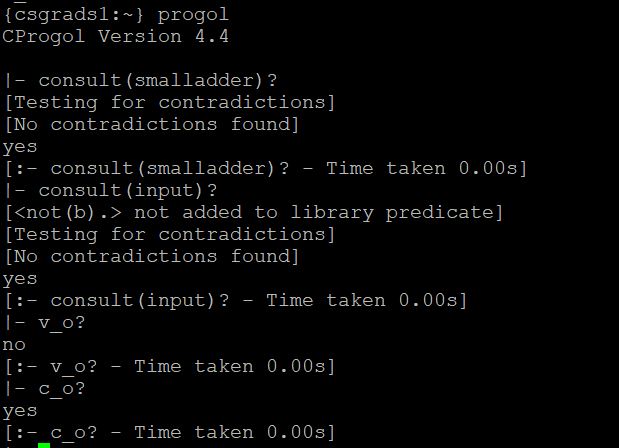 {csgrads1:~} progol
CProgol Version 4.4
|- consult(smalladder)?
[Testing for contradictions]
[No contradictions found]
yes
[:- consult(smalladder)? - Time taken 0.00s]
|- consult(input)?
[<not(b).> not added to library predicate]
[Testing for contradictions]
[No contradictions found]
yes
[:- consult(input)? - Time taken 0.00s]
|- v_o?
no
[:- v_o? - Time taken 0.00s]
|- c_o?
yes
[:- c_o? - Time taken 0.00s]